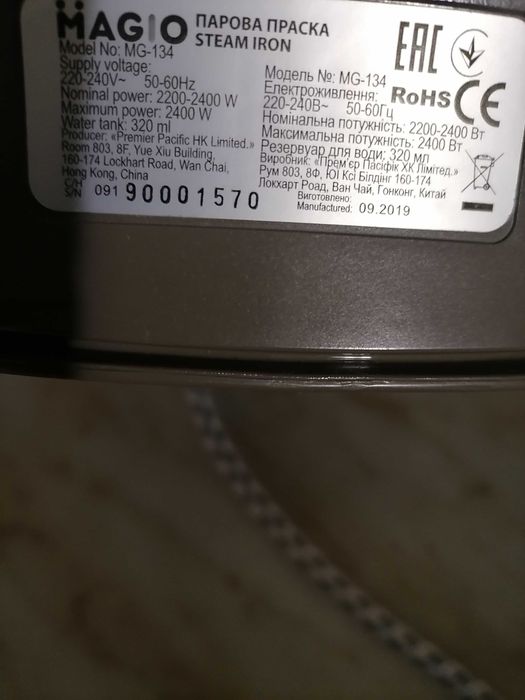 MAGIO
ПАРОВА ПРАСКА
STEAM IRON
Model No: MG-134
Supply voltage:
220-240V~ 50-60Hz
Nominal power: 2200-2400 W
Maximum power: 2400 W
Water tank: 320 ml
Producer: «Premier Pacific HK Limited.»
Room 803, 8F, Yue Xiu Building,
160-174 Lockhart Road, Wan Chai,
Hong Kong, China
С/Н
S/N 091 90001570
Модель №: MG-134
Електроживлення:
220-240В~ 50-60Гц
Номінальна потужність: 2200-2400 Вт
Максимальна потужність: 2400 Вт
Резервуар для води: 320 мл
Виробник: «Прем'єр Пасіфік ХК Лімітед.»
Рум 803, 8Ф, Юї Ксі Білдінг 160-174
Локхарт Роад, Ван Чай, Гонконг, Китай
Виготовлено:
Manufactured: 09.2019
EAC
RoHS CE